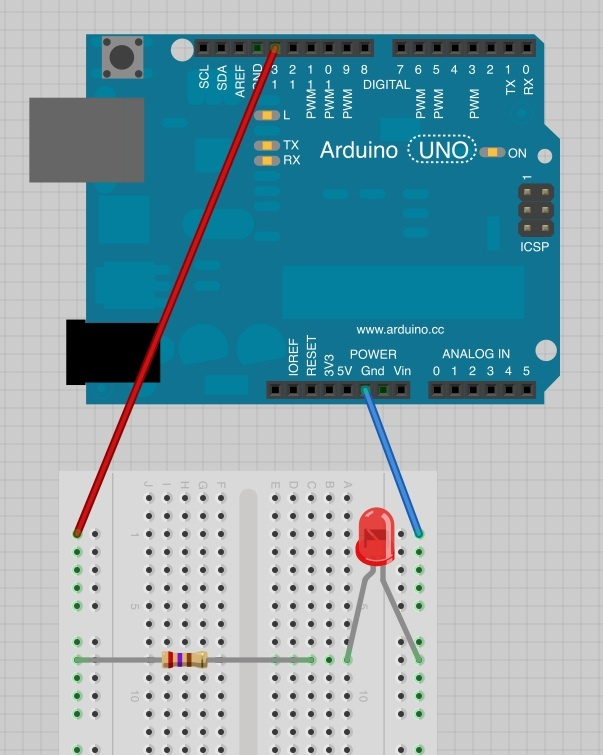 SCL SDA AREF GND 13 12 PWM 11 PWM 10 PWM 9 8 7 PWM 6 PWM 5 4 PWM 3 2 TX 1 RX 0
DIGITAL
L
TX
RX
Arduino UNO
ON
1
ICSP
www.arduino.cc
POWER
ANALOG IN
IOREF RESET 3V3 5V Gnd Vin
0 1 2 3 4 5
J I H G F E D C B A
1
5 5
10 10